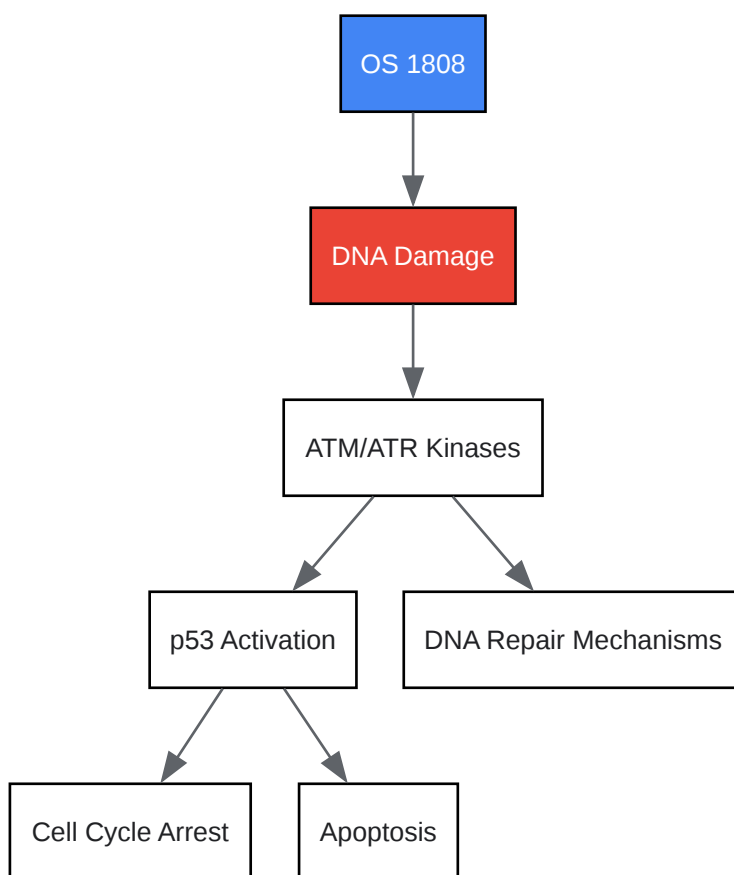 OS 1808
DNA Damage
ATM/ATR Kinases
p53 Activation
DNA Repair Mechanisms
Cell Cycle Arrest
Apoptosis